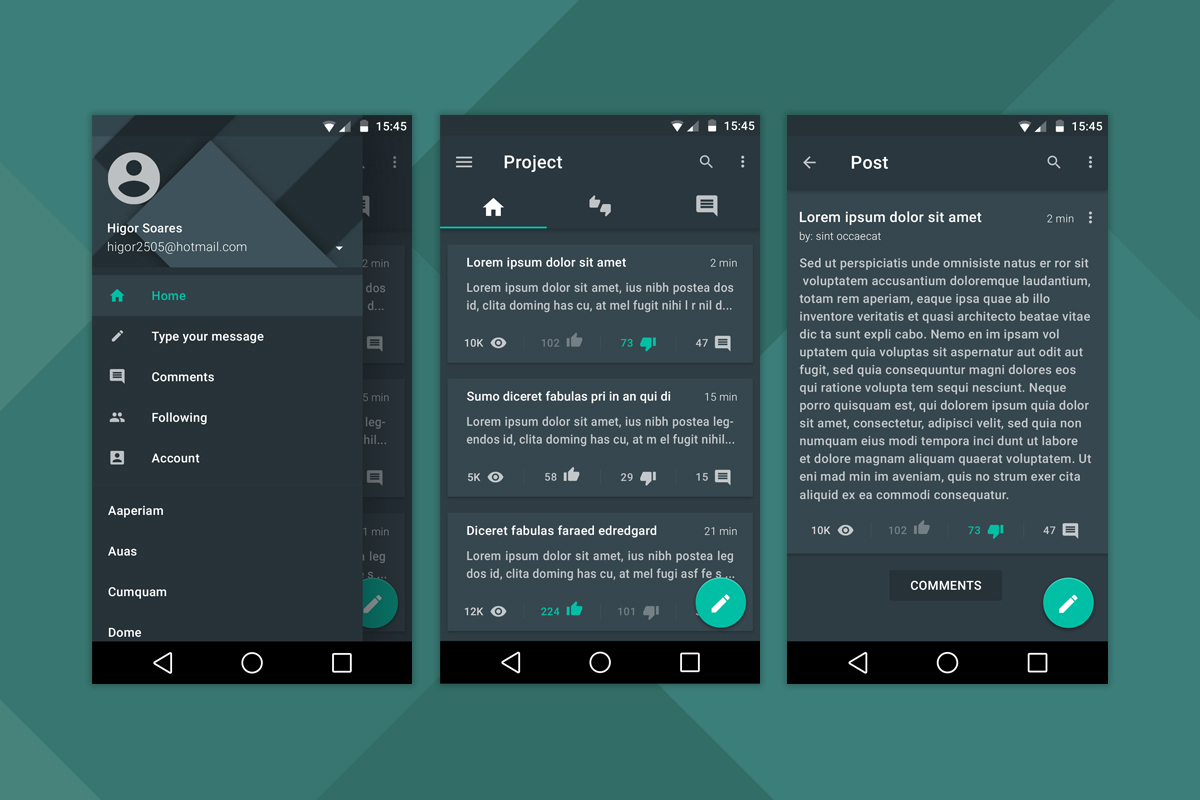 15:45
Higor Soares
higor2505@hotmail.com
Home
Type your message
Comments
Following
Account
Aaperiam
Auas
Cumquam
Dome
2 min
dos
d...
5 min
leg-
hil...
1 min
leg
s ...
15:45
Project
Lorem ipsum dolor sit amet 2 min
Lorem ipsum dolor sit amet, ius nibh postea dos
id, clita doming has cu, at mel fugit nihi l r nil d...
10K 102 73 47
Sumo diceret fabulas pri in an qui di 15 min
Lorem ipsum dolor sit amet, ius nibh postea leg-
endos id, clita doming has cu, at m el fugit nihil...
5K 58 29 15
Diceret fabulas faraed edredgard 21 min
Lorem ipsum dolor sit amet, ius nibh postea leg
dos id, clita doming has cu, at mel fugi asf fe s ...
12K 224 101
15:45
Post
Lorem ipsum dolor sit amet 2 min
by: sint occaecat
Sed ut perspiciatis unde omnisiste natus er ror sit
voluptatem accusantium doloremque laudantium,
totam rem aperiam, eaque ipsa quae ab illo
inventore veritatis et quasi architecto beatae vitae
dic ta sunt expli cabo. Nemo en im ipsam vol
uptatem quia voluptas sit aspernatur aut odit aut
fugit, sed quia consequuntur magni dolores eos
qui ratione volupta tem sequi nesciunt. Neque
porro quisquam est, qui dolorem ipsum quia dolor
sit amet, consectetur, adipisci velit, sed quia non
numquam eius modi tempora inci dunt ut labore
et dolore magnam aliquam quaerat voluptatem. Ut
eni mad min im aveniam, quis no strum exer cita
aliquid ex ea commodi consequatur.
10K 102 73 47
COMMENTS